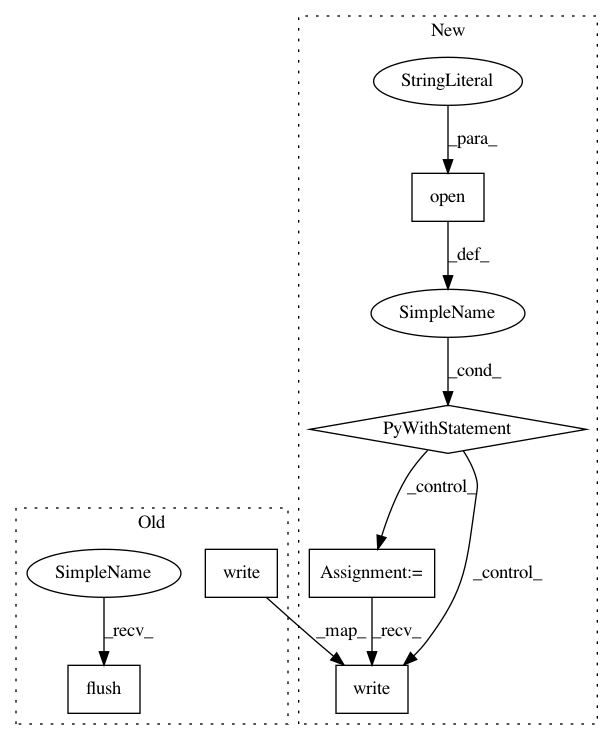 New
StringLiteral
_para_
open
_def_
SimpleName
_cond_
PyWithStatement
_control_
Old
SimpleName
write
Assignment:=
_control_
_recv_
_map_
_recv_
flush
write